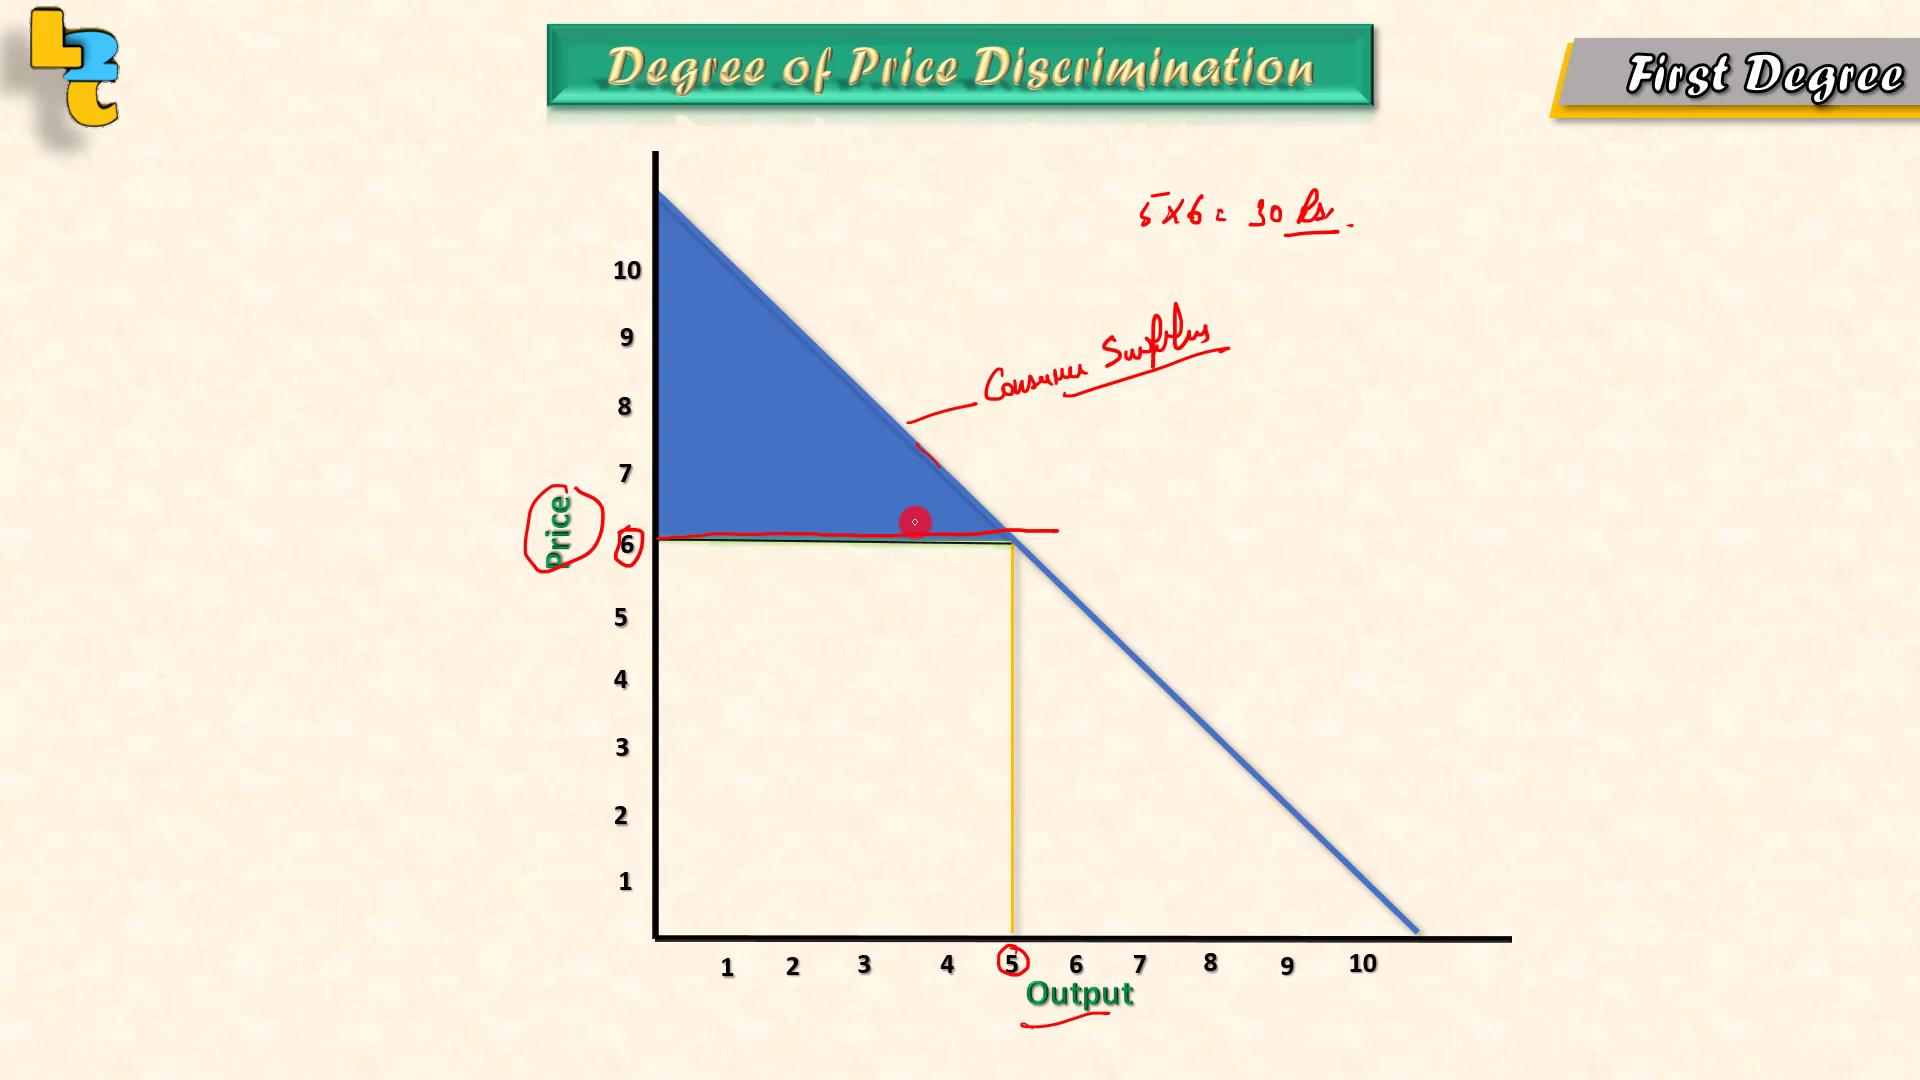 L2C
Degree of Price Discrimination
First Degree
5 x 6 = 30 Rs.
Consumer Surplus
10
9
8
7
6
5
4
3
2
1
Price
1 2 3 4 5 6 7 8 9 10
Output